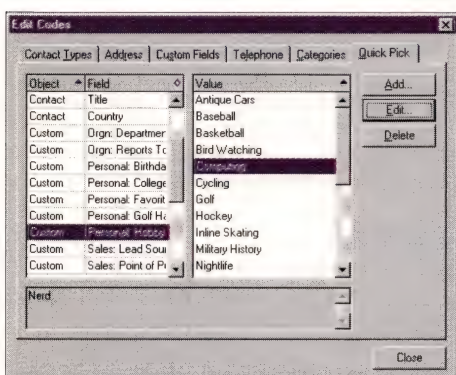 Edit Codes
Contact Types Address Custom Fields Telephone Categories Quick Pick
Object Field Value
Contact Title Antique Cars
Contact Country Baseball
Custom Orgn: Departmer Basketball
Custom Orgn: Reports Tc Bird Watching
Custom Personal: Birthda Computing
Custom Personal: College Cycling
Custom Personal: Favorit Golf
Custom Personal: Golf Ha Hockey
Custom Personal: Hobby Inline Skating
Custom Sales: Lead Sour Military History
Custom Sales: Point of Pu Nightlife
Add...
Edit...
Delete
Nerd
Close